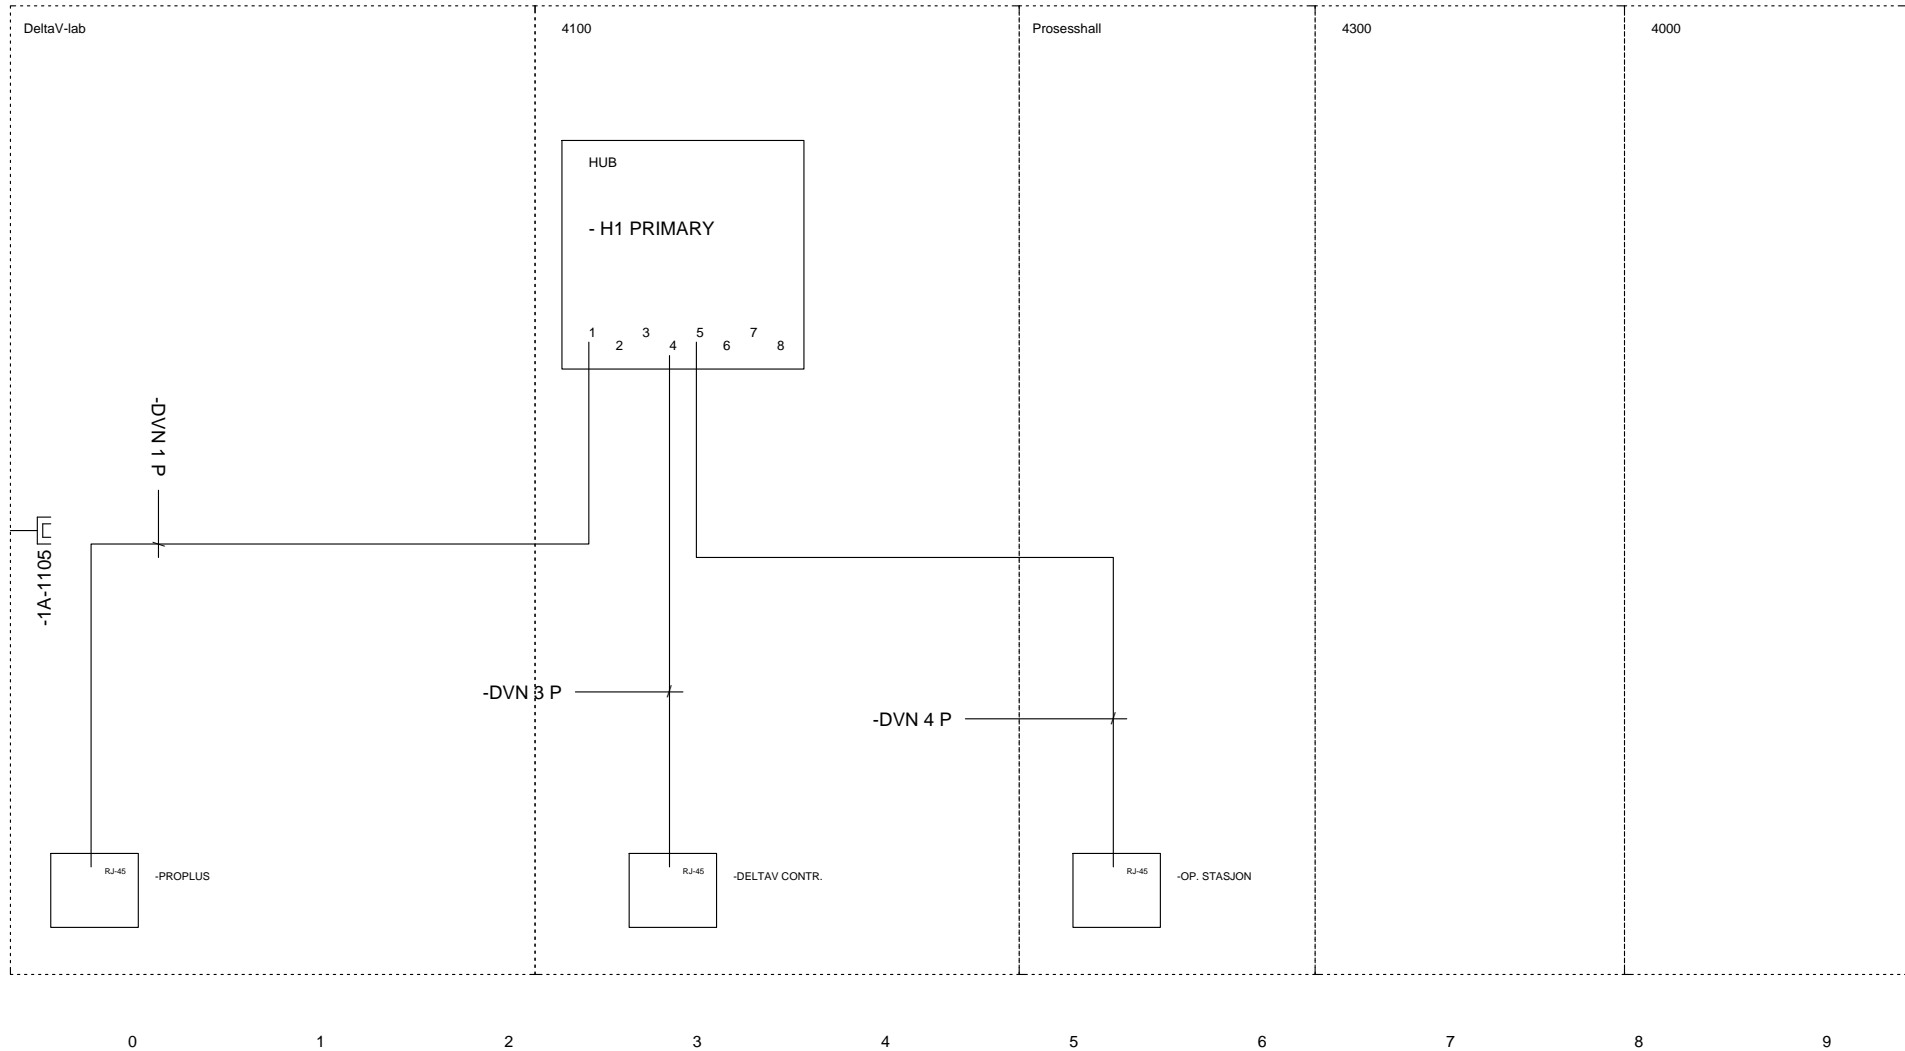 DeltaV-lab
4100
Prosesshall
4300
4000
HUB
- H1 PRIMARY
1
2
3
4
5
6
7
8
-DVN 1 P
-1A-1105
-DVN 3 P
-DVN 4 P
RJ-45
-PROPLUS
RJ-45
-DELTAV CONTR.
RJ-45
-OP. STASJON
0
1
2
3
4
5
6
7
8
9